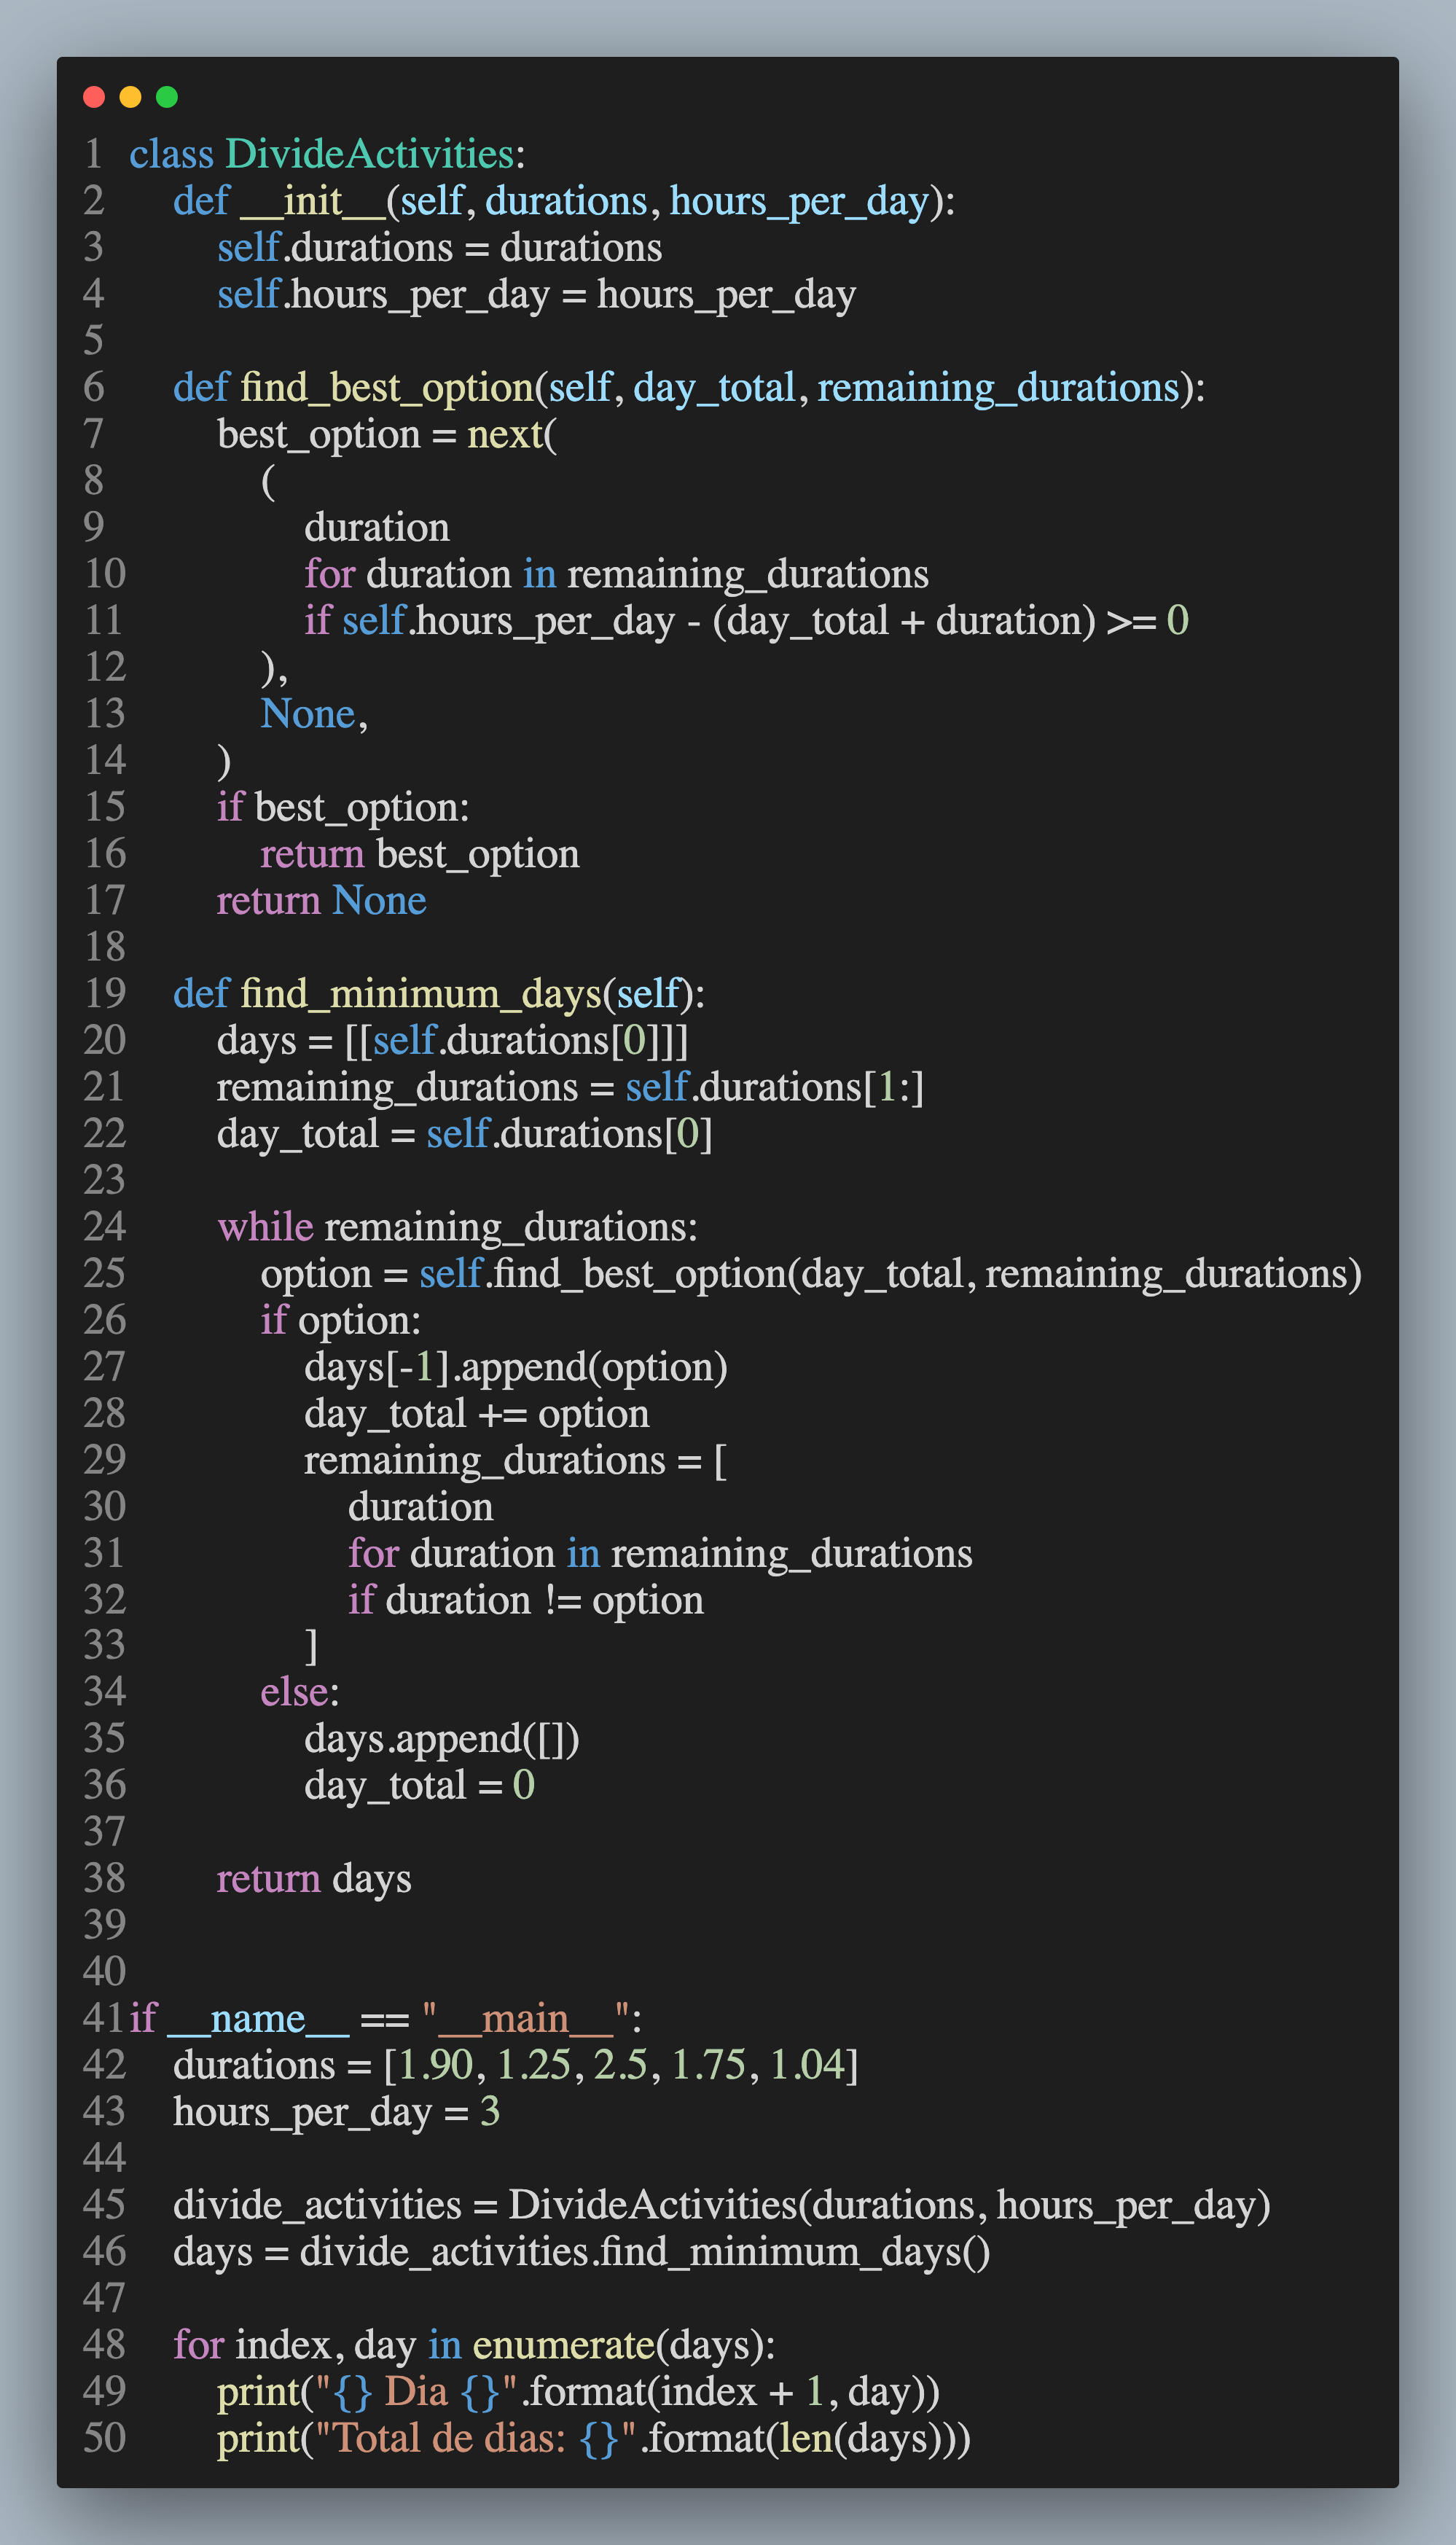 1 class DivideActivities:
2     def __init__(self, durations, hours_per_day):
3         self.durations = durations
4         self.hours_per_day = hours_per_day
5
6     def find_best_option(self, day_total, remaining_durations):
7         best_option = next(
8             (
9                 duration
10                 for duration in remaining_durations
11                 if self.hours_per_day - (day_total + duration) >= 0
12             ),
13             None,
14         )
15         if best_option:
16             return best_option
17         return None
18
19     def find_minimum_days(self):
20         days = [[self.durations[0]]]
21         remaining_durations = self.durations[1:]
22         day_total = self.durations[0]
23
24         while remaining_durations:
25             option = self.find_best_option(day_total, remaining_durations)
26             if option:
27                 days[-1].append(option)
28                 day_total += option
29                 remaining_durations = [
30                     duration
31                     for duration in remaining_durations
32                     if duration != option
33                 ]
34             else:
35                 days.append([])
36                 day_total = 0
37
38         return days
39
40
41 if __name__ == "__main__":
42     durations = [1.90, 1.25, 2.5, 1.75, 1.04]
43     hours_per_day = 3
44
45     divide_activities = DivideActivities(durations, hours_per_day)
46     days = divide_activities.find_minimum_days()
47
48     for index, day in enumerate(days):
49         print("{} Dia {}".format(index + 1, day))
50         print("Total de dias: {}".format(len(days)))